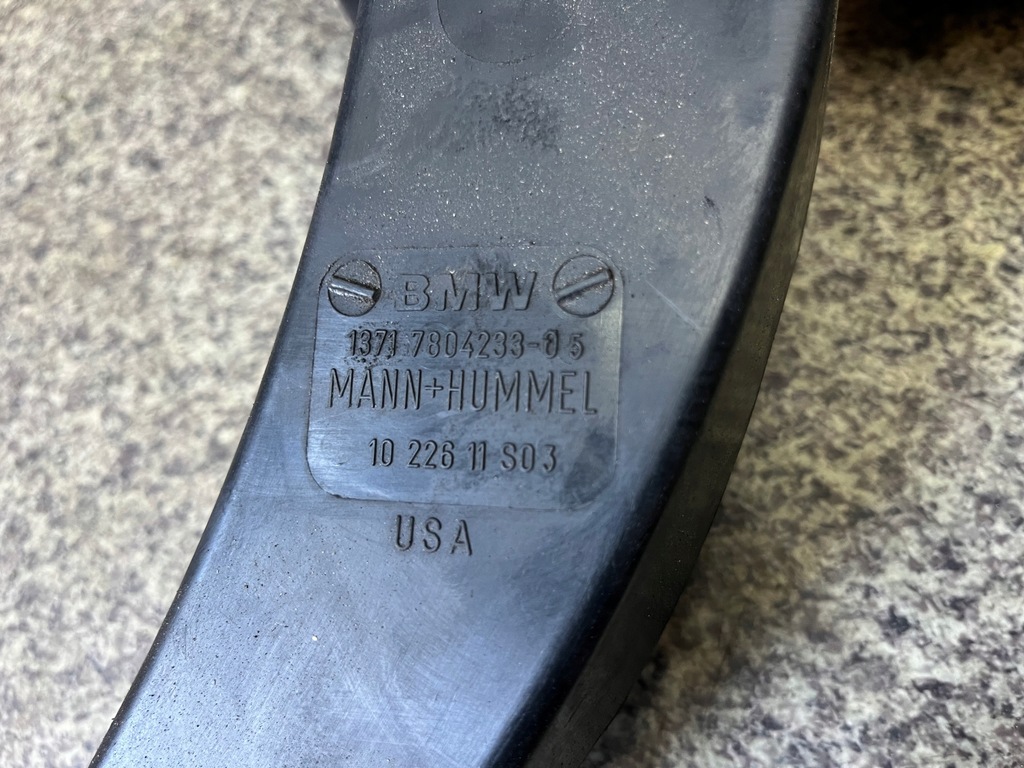 BMW
1371 7804233-05
MANN+HUMMEL
10 226 11 S03
USA